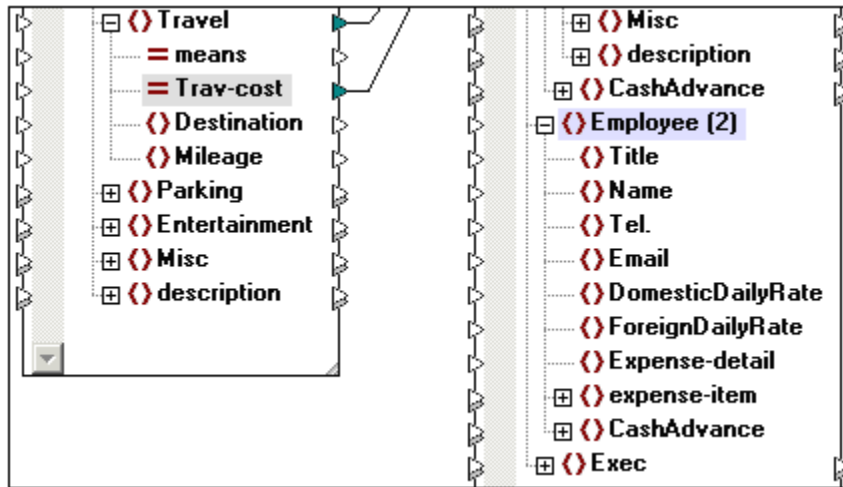 Travel
means
Trav-cost
Destination
Mileage
Parking
Entertainment
Misc
description
Misc
description
CashAdvance
Employee (2)
Title
Name
Tel.
Email
DomesticDailyRate
ForeignDailyRate
Expense-detail
expense-item
CashAdvance
Exec